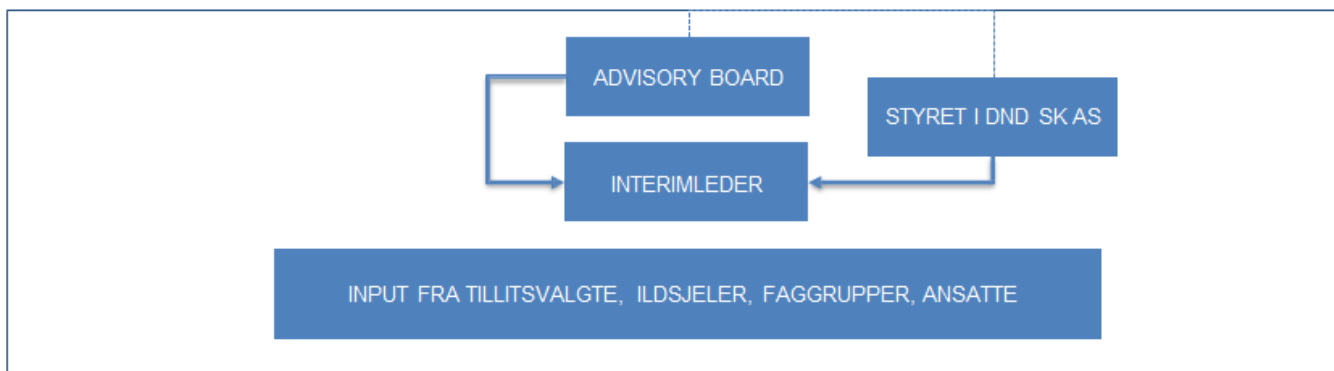 ADVISORY BOARD
STYRET I DND SK AS
INTERIMLEDER
INPUT FRA TILLITSVALGTE, ILDSJELER, FAGGRUPPER, ANSATTE